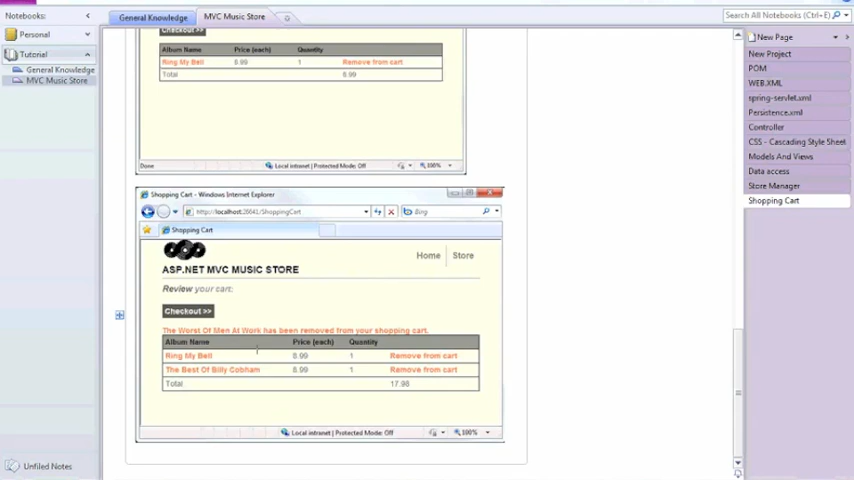 Notebooks:
General Knowledge
MVC Music Store
Search All Notebooks (Ctrl+E)
Personal
Tutorial
General Knowledge
MVC Music Store
Unfiled Notes
Checkout >>
Album Name Price (each) Quantity
Ring My Bell 8.99 1 Remove from cart
Total 8.99
Done Local intranet | Protected Mode: Off 100%
Shopping Cart - Windows Internet Explorer
http://localhost:26641/ShoppingCart
Bing
Shopping Cart
Home Store
ASP.NET MVC MUSIC STORE
Review your cart:
Checkout >>
The Worst Of Men At Work has been removed from your shopping cart.
Album Name Price (each) Quantity
Ring My Bell 8.99 1 Remove from cart
The Best Of Billy Cobham 8.99 1 Remove from cart
Total 17.98
Local intranet | Protected Mode: Off 100%
New Page
New Project
POM
WEB.XML
spring-servlet.xml
Persistence.xml
Controller
CSS - Cascading Style Sheet
Models And Views
Data access
Store Manager
Shopping Cart